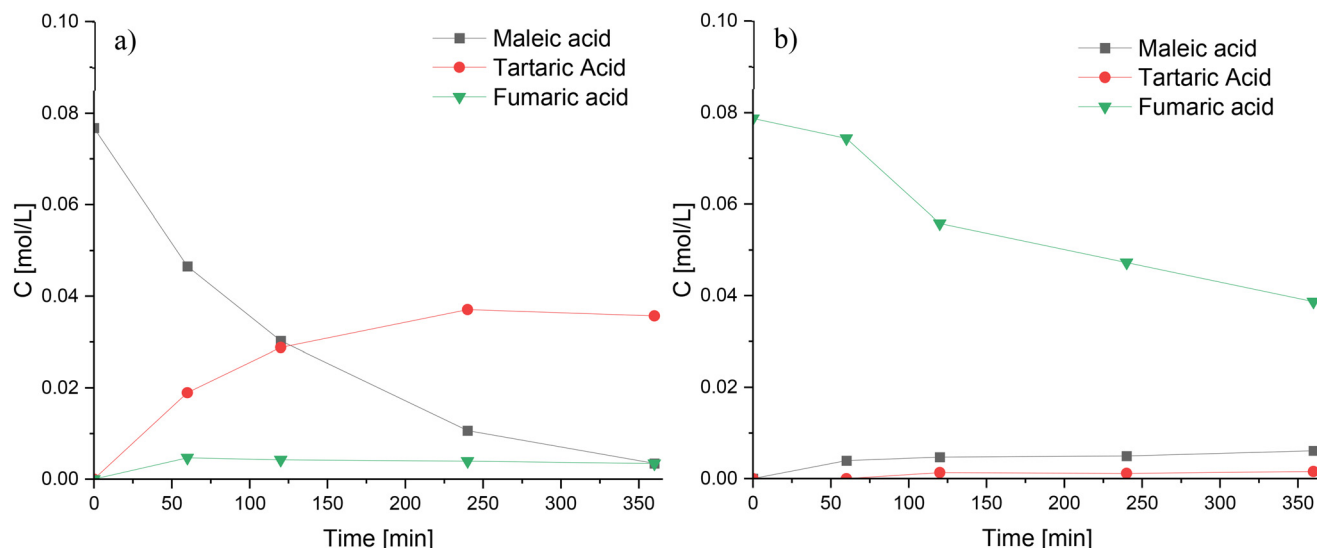 a)
Maleic acid
Tartaric Acid
Fumaric acid
C [mol/L]
0.10
0.08
0.06
0.04
0.02
0.00
0 50 100 150 200 250 300 350
Time [min]
b)
Maleic acid
Tartaric Acid
Fumaric acid
C [mol/L]
0.10
0.08
0.06
0.04
0.02
0.00
0 50 100 150 200 250 300 350
Time [min]